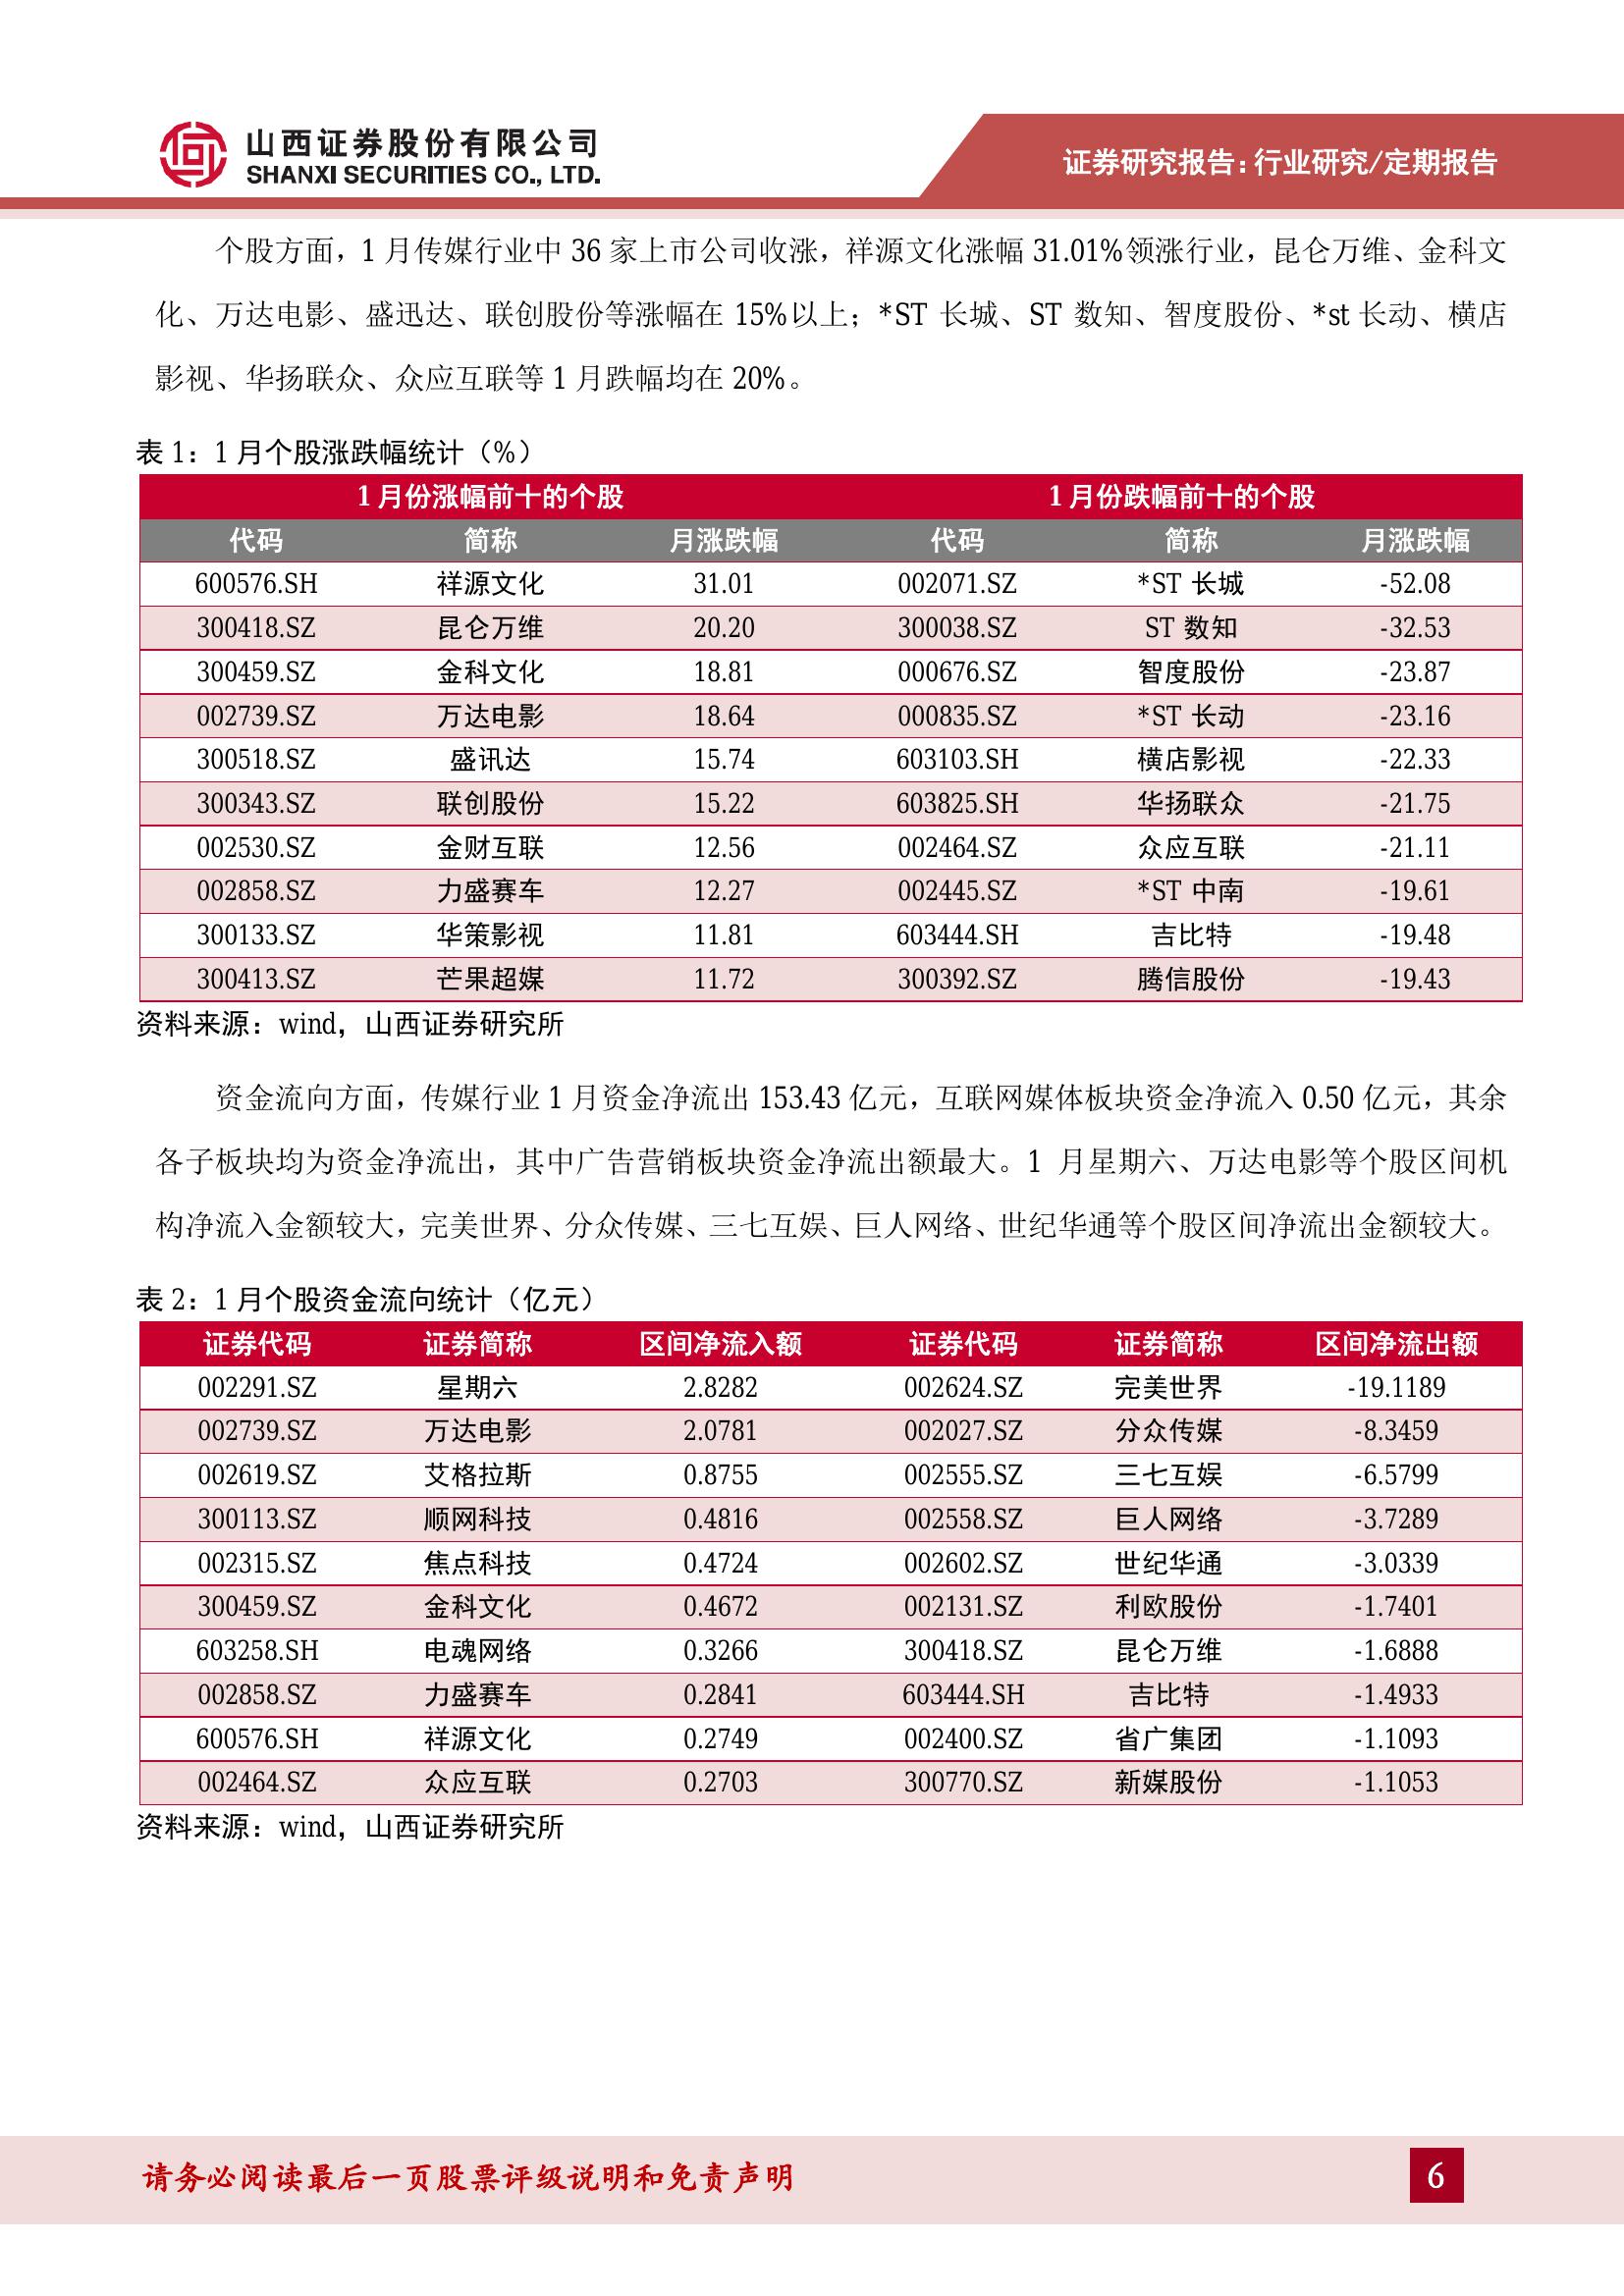 山西证券股份有限公司
SHANXI SECURITIES CO., LTD.
证券研究报告：行业研究/定期报告
个股方面，1 月传媒行业中 36 家上市公司收涨，祥源文化涨幅 31.01%领涨行业，昆仑万维、金科文
化、万达电影、盛迅达、联创股份等涨幅在 15%以上；*ST 长城、ST 数知、智度股份、*st 长动、横店
影视、华扬联众、众应互联等 1 月跌幅均在 20%。
表 1：1 月个股涨跌幅统计（%）
1 月份涨幅前十的个股 1 月份跌幅前十的个股
代码 简称 月涨跌幅 代码 简称 月涨跌幅
600576.SH 祥源文化 31.01 002071.SZ *ST 长城 -52.08
300418.SZ 昆仑万维 20.20 300038.SZ ST 数知 -32.53
300459.SZ 金科文化 18.81 000676.SZ 智度股份 -23.87
002739.SZ 万达电影 18.64 000835.SZ *ST 长动 -23.16
300518.SZ 盛讯达 15.74 603103.SH 横店影视 -22.33
300343.SZ 联创股份 15.22 603825.SH 华扬联众 -21.75
002530.SZ 金财互联 12.56 002464.SZ 众应互联 -21.11
002858.SZ 力盛赛车 12.27 002445.SZ *ST 中南 -19.61
300133.SZ 华策影视 11.81 603444.SH 吉比特 -19.48
300413.SZ 芒果超媒 11.72 300392.SZ 腾信股份 -19.43
资料来源：wind，山西证券研究所
资金流向方面，传媒行业 1 月资金净流出 153.43 亿元，互联网媒体板块资金净流入 0.50 亿元，其余
各子板块均为资金净流出，其中广告营销板块资金净流出额最大。1 月星期六、万达电影等个股区间机
构净流入金额较大，完美世界、分众传媒、三七互娱、巨人网络、世纪华通等个股区间净流出金额较大。
表 2：1 月个股资金流向统计（亿元）
证券代码 证券简称 区间净流入额 证券代码 证券简称 区间净流出额
002291.SZ 星期六 2.8282 002624.SZ 完美世界 -19.1189
002739.SZ 万达电影 2.0781 002027.SZ 分众传媒 -8.3459
002619.SZ 艾格拉斯 0.8755 002555.SZ 三七互娱 -6.5799
300113.SZ 顺网科技 0.4816 002558.SZ 巨人网络 -3.7289
002315.SZ 焦点科技 0.4724 002602.SZ 世纪华通 -3.0339
300459.SZ 金科文化 0.4672 002131.SZ 利欧股份 -1.7401
603258.SH 电魂网络 0.3266 300418.SZ 昆仑万维 -1.6888
002858.SZ 力盛赛车 0.2841 603444.SH 吉比特 -1.4933
600576.SH 祥源文化 0.2749 002400.SZ 省广集团 -1.1093
002464.SZ 众应互联 0.2703 300770.SZ 新媒股份 -1.1053
资料来源：wind，山西证券研究所
请务必阅读最后一页股票评级说明和免责声明
6